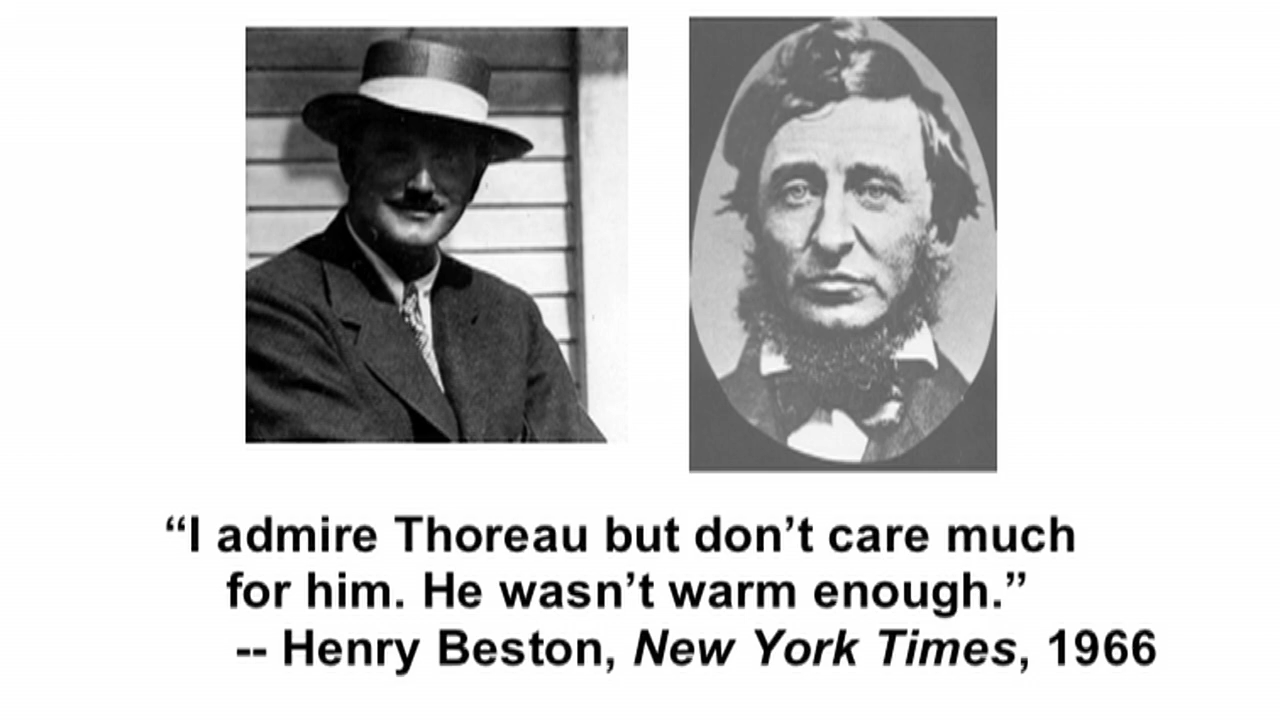 “I admire Thoreau but don’t care much
for him. He wasn’t warm enough.”
-- Henry Beston, New York Times, 1966